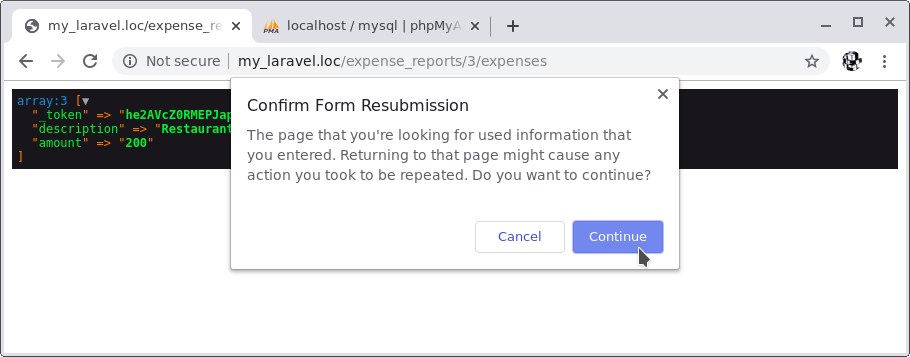 my_laravel.loc/expense_re
localhost / mysql | phpMyA
PMA
Not secure | my_laravel.loc/expense_reports/3/expenses
array:3 [▼
"_token" => "he2AVcZ0RMEPJap
"description" => "Restaurant
"amount" => "200"
]
Confirm Form Resubmission
The page that you're looking for used information that
you entered. Returning to that page might cause any
action you took to be repeated. Do you want to continue?
Cancel
Continue